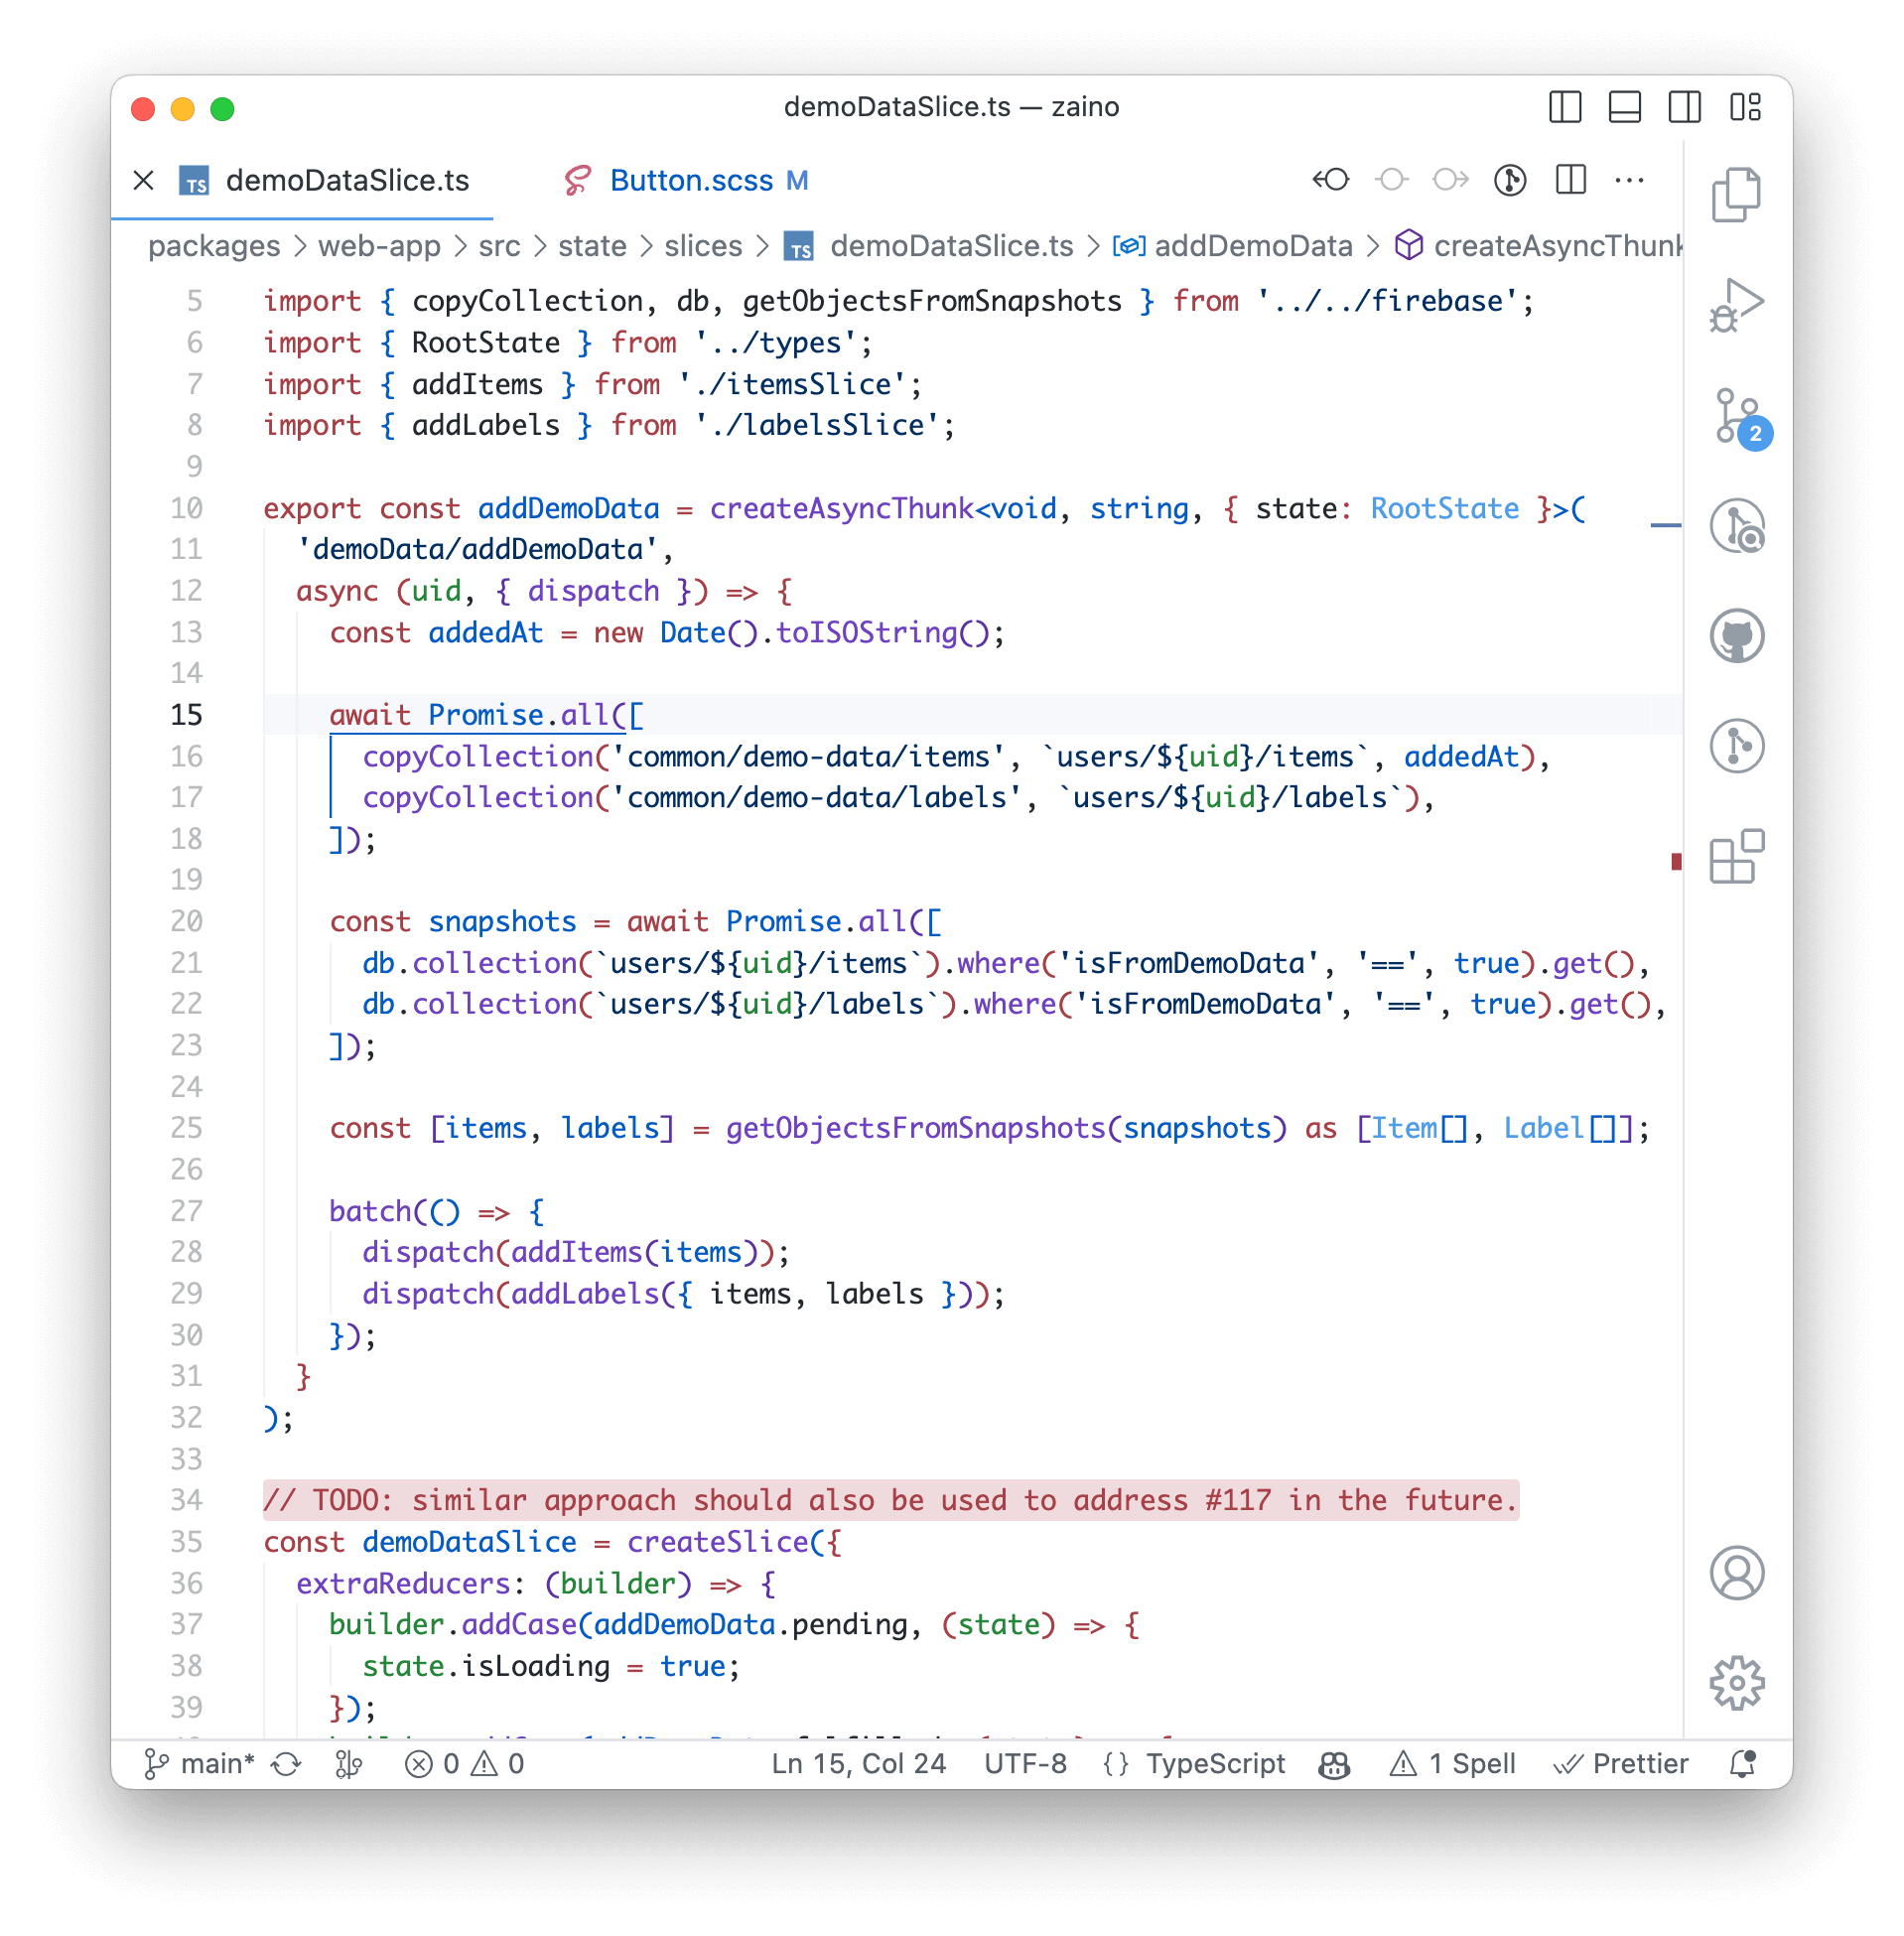 demoDataSlice.ts — zaino
demoDataSlice.ts
Button.scss M
packages > web-app > src > state > slices > TS demoDataSlice.ts > addDemoData > createAsyncThunk
5 import { copyCollection, db, getObjectsFromSnapshots } from '../../firebase';
6 import { RootState } from '../types';
7 import { addItems } from './itemsSlice';
8 import { addLabels } from './labelsSlice';
9
10 export const addDemoData = createAsyncThunk<void, string, { state: RootState }>(
11   'demoData/addDemoData',
12   async (uid, { dispatch }) => {
13     const addedAt = new Date().toISOString();
14
15     await Promise.all([
16       copyCollection('common/demo-data/items', `users/${uid}/items`, addedAt),
17       copyCollection('common/demo-data/labels', `users/${uid}/labels`),
18     ]);
19
20     const snapshots = await Promise.all([
21       db.collection(`users/${uid}/items`).where('isFromDemoData', '==', true).get(),
22       db.collection(`users/${uid}/labels`).where('isFromDemoData', '==', true).get(),
23     ]);
24
25     const [items, labels] = getObjectsFromSnapshots(snapshots) as [Item[], Label[]];
26
27     batch(() => {
28       dispatch(addItems(items));
29       dispatch(addLabels({ items, labels }));
30     });
31   }
32 );
33
34 // TODO: similar approach should also be used to address #117 in the future.
35 const demoDataSlice = createSlice({
36   extraReducers: (builder) => {
37     builder.addCase(addDemoData.pending, (state) => {
38       state.isLoading = true;
39     });
2
main* 0 0 Ln 15, Col 24 UTF-8 {} TypeScript 1 Spell Prettier